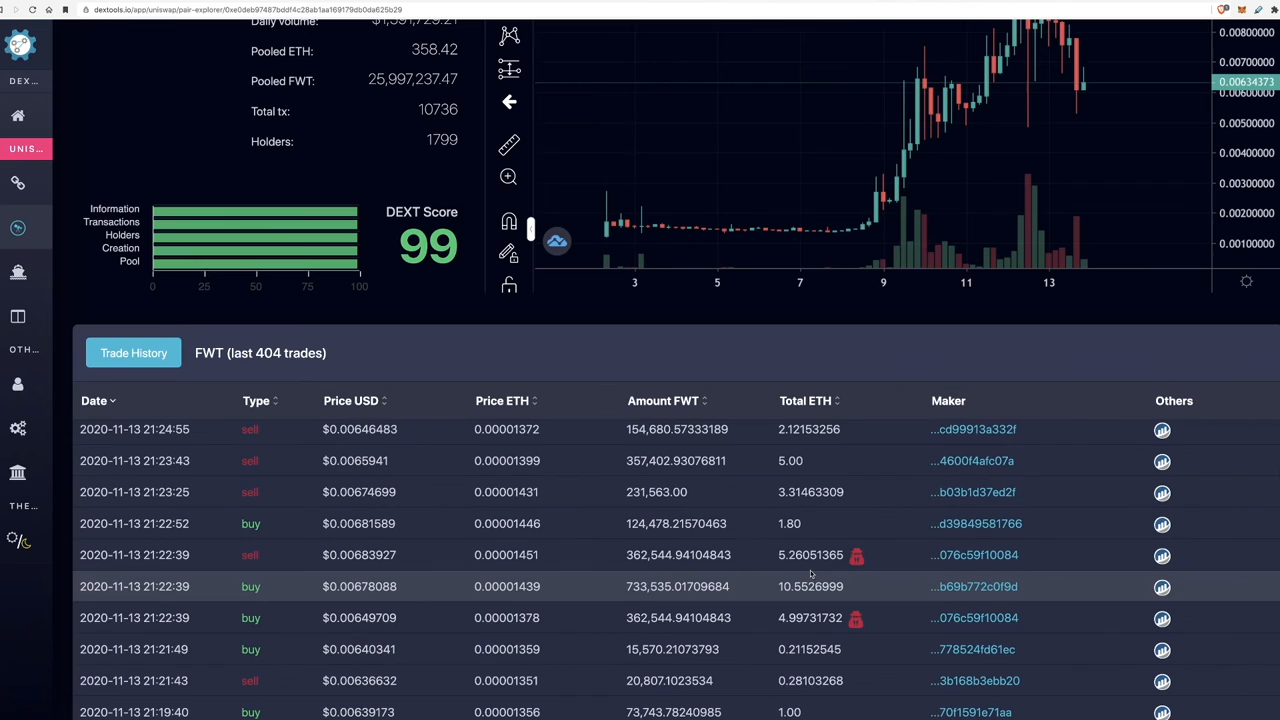 dextools.io/app/uniswap/pair-explorer/0xe0deb97487bb4fc28ab1aa169179db0da625b29
Daily volume: $1,391,729.21
Pooled ETH: 358.42
Pooled FWT: 25,997,237.47
Total tx: 10736
Holders: 1799
DEX...
UNIS...
OTH...
THE...
Information
Transactions
Holders
Creation
Pool
0 25 50 75 100
DEXT Score
99
0.00800000
0.00700000
0.00634373
0.00600000
0.00500000
0.00400000
0.00300000
0.00200000
0.00100000
3 5 7 9 11 13
Trade History FWT (last 404 trades)
Date Type Price USD Price ETH Amount FWT Total ETH Maker Others
2020-11-13 21:24:55 sell $0.00646483 0.00001372 154,680.57333189 2.12153256 ...cd99913a332f
2020-11-13 21:23:43 sell $0.0065941 0.00001399 357,402.93076811 5.00 ...4600f4afc07a
2020-11-13 21:23:25 sell $0.00674699 0.00001431 231,563.00 3.31463309 ...b03b1d37ed2f
2020-11-13 21:22:52 buy $0.00681589 0.00001446 124,478.21570463 1.80 ...d39849581766
2020-11-13 21:22:39 sell $0.00683927 0.00001451 362,544.94104843 5.26051365 ...076c59f10084
2020-11-13 21:22:39 buy $0.00678088 0.00001439 733,535.01709684 10.5526999 ...b69b772c0f9d
2020-11-13 21:22:39 buy $0.00649709 0.00001378 362,544.94104843 4.99731732 ...076c59f10084
2020-11-13 21:21:49 buy $0.00640341 0.00001359 15,570.21073793 0.21152545 ...778524fd61ec
2020-11-13 21:21:43 sell $0.00636632 0.00001351 20,807.1023534 0.28103268 ...3b168b3ebb20
2020-11-13 21:19:40 buy $0.00639173 0.00001356 73,743.78240985 1.00 ...70f1591e71aa